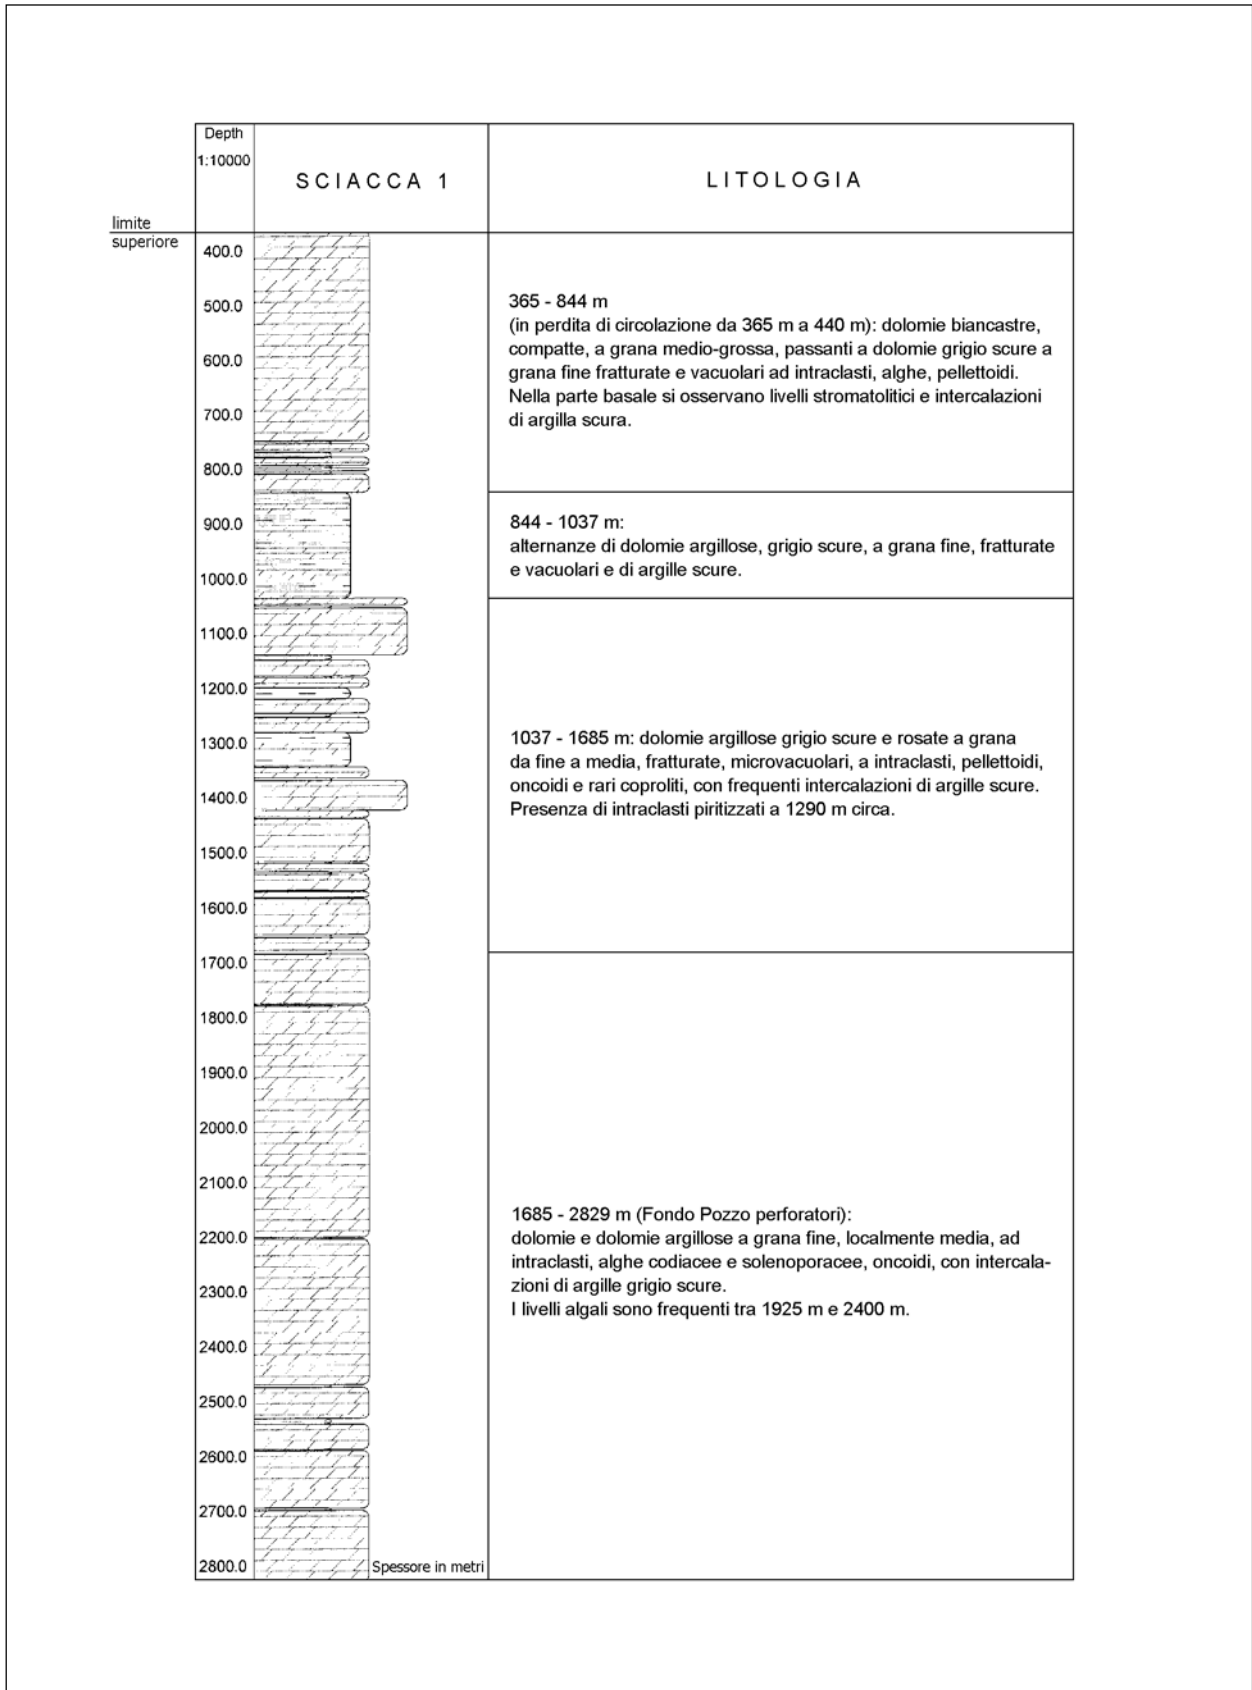 Depth
1:10000
SCIACCA 1
LITOLOGIA
limite
superiore
400.0
500.0
600.0
700.0
800.0
900.0
1000.0
1100.0
1200.0
1300.0
1400.0
1500.0
1600.0
1700.0
1800.0
1900.0
2000.0
2100.0
2200.0
2300.0
2400.0
2500.0
2600.0
2700.0
2800.0
Spessore in metri
365 - 844 m
(in perdita di circolazione da 365 m a 440 m): dolomie biancastre,
compatte, a grana medio-grossa, passanti a dolomie grigio scure a
grana fine fratturate e vacuolari ad intraclasti, alghe, pellettoidi.
Nella parte basale si osservano livelli stromatolitici e intercalazioni
di argilla scura.
844 - 1037 m:
alternanze di dolomie argillose, grigio scure, a grana fine, fratturate
e vacuolari e di argille scure.
1037 - 1685 m: dolomie argillose grigio scure e rosate a grana
da fine a media, fratturate, microvacuolari, a intraclasti, pellettoidi,
oncoidi e rari coproliti, con frequenti intercalazioni di argille scure.
Presenza di intraclasti piritizzati a 1290 m circa.
1685 - 2829 m (Fondo Pozzo perforatori):
dolomie e dolomie argillose a grana fine, localmente media, ad
intraclasti, alghe codiacee e solenoporacee, oncoidi, con intercala-
zioni di argille grigio scure.
I livelli algali sono frequenti tra 1925 m e 2400 m.